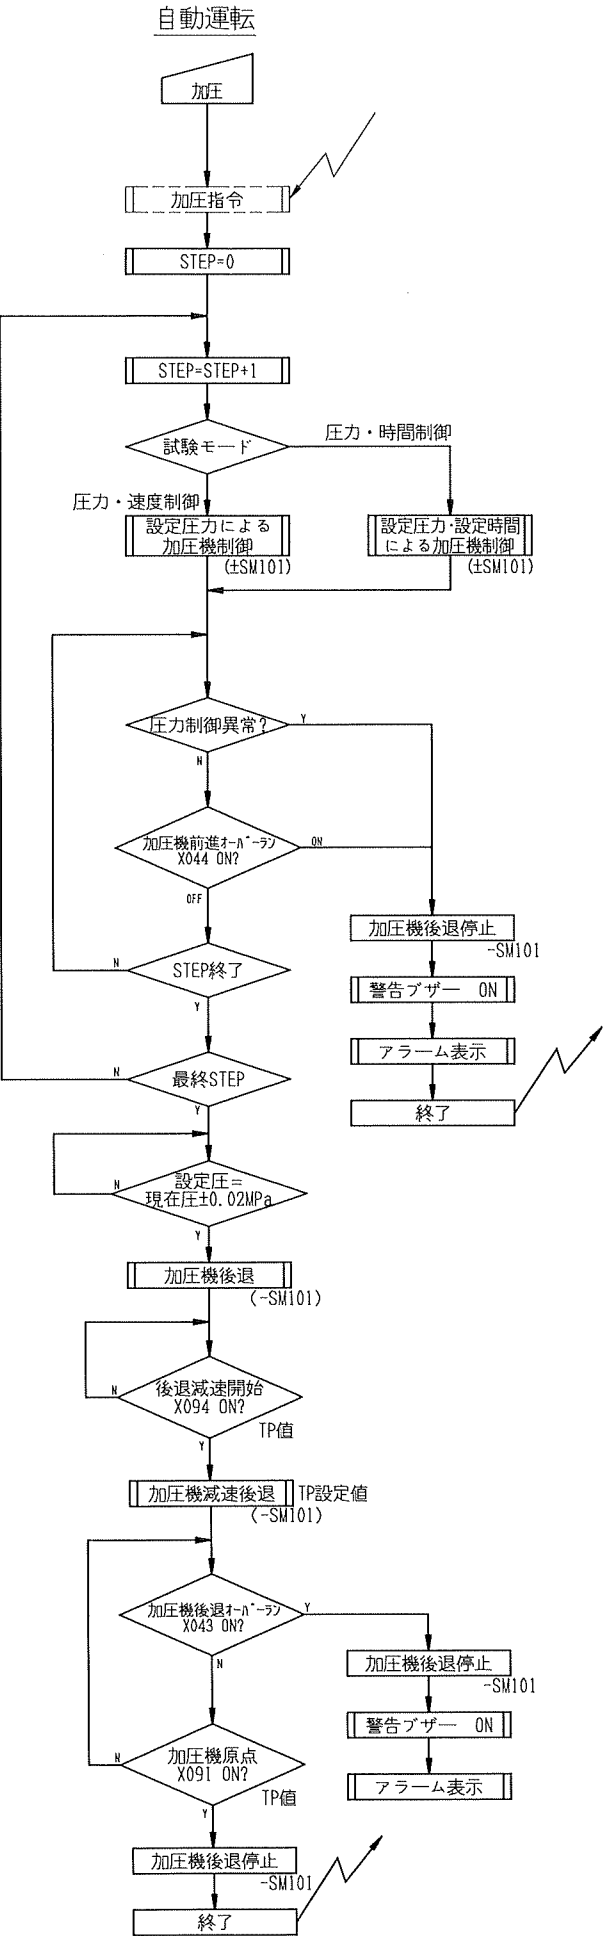 自動運転
加圧
加圧指令
STEP=0
STEP=STEP+1
試験モード
圧力・時間制御
圧力・速度制御
設定圧力による
加圧機制御
(±SM101)
設定圧力・設定時間
による加圧機制御
(±SM101)
圧力制御異常?
Y
N
加圧機前進オーバーラン
X044 ON?
ON
OFF
加圧機後退停止
-SM101
STEP終了
N
Y
警告ブザー ON
アラーム表示
最終STEP
N
Y
終了
設定圧=
現在圧±0.02MPa
N
Y
加圧機後退
(-SM101)
後退減速開始
X094 ON?
N
TP値
Y
加圧機減速後退
TP設定値
(-SM101)
加圧機後退オーバーラン
X043 ON?
Y
N
加圧機後退停止
-SM101
警告ブザー ON
加圧機原点
X091 ON?
N
TP値
Y
アラーム表示
加圧機後退停止
-SM101
終了